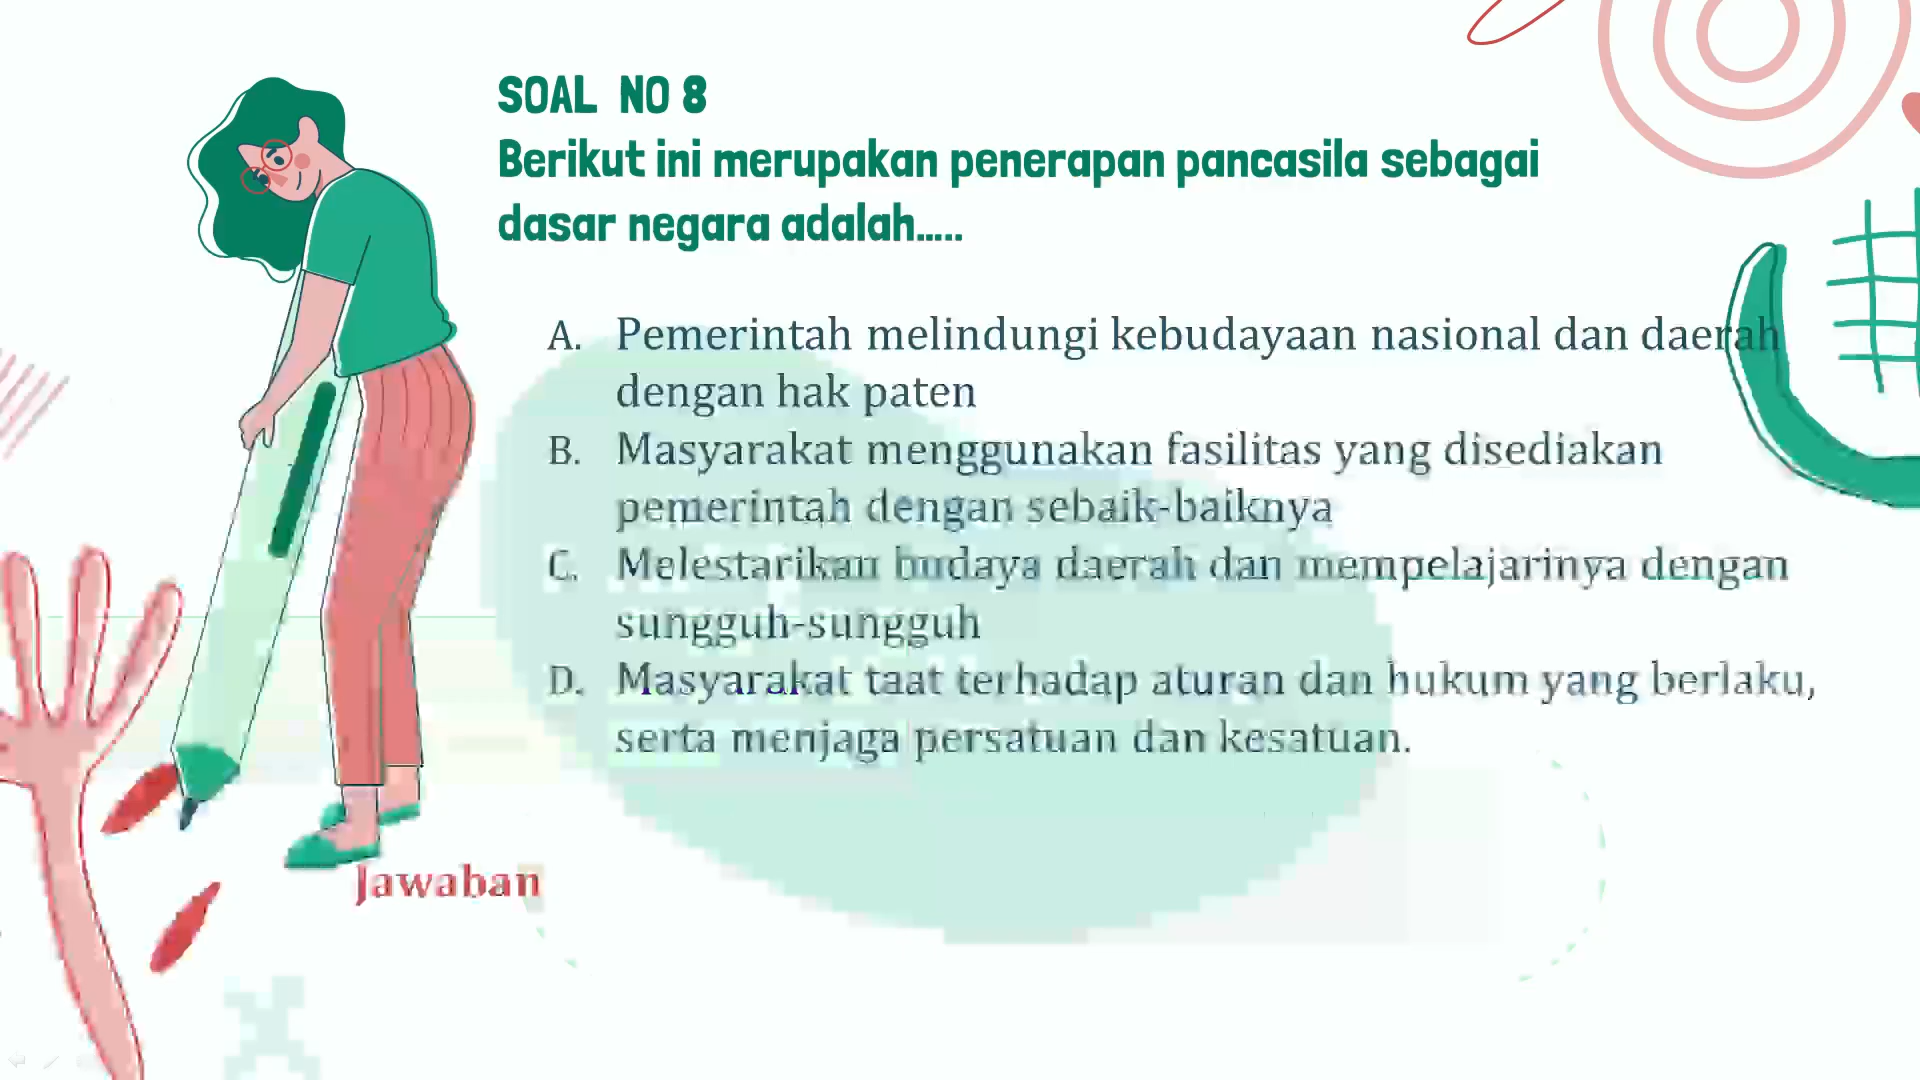 SOAL NO 8
Berikut ini merupakan penerapan pancasila sebagai
dasar negara adalah.....
A. Pemerintah melindungi kebudayaan nasional dan daerah
dengan hak paten
B. Masyarakat menggunakan fasilitas yang disediakan
pemerintah dengan sebaik-baiknya
C. Melestarikan budaya daerah dan mempelajarinya dengan
sungguh-sungguh
D. Masyarakat taat terhadap aturan dan hukum yang berlaku,
serta menjaga persatuan dan kesatuan.
Jawaban